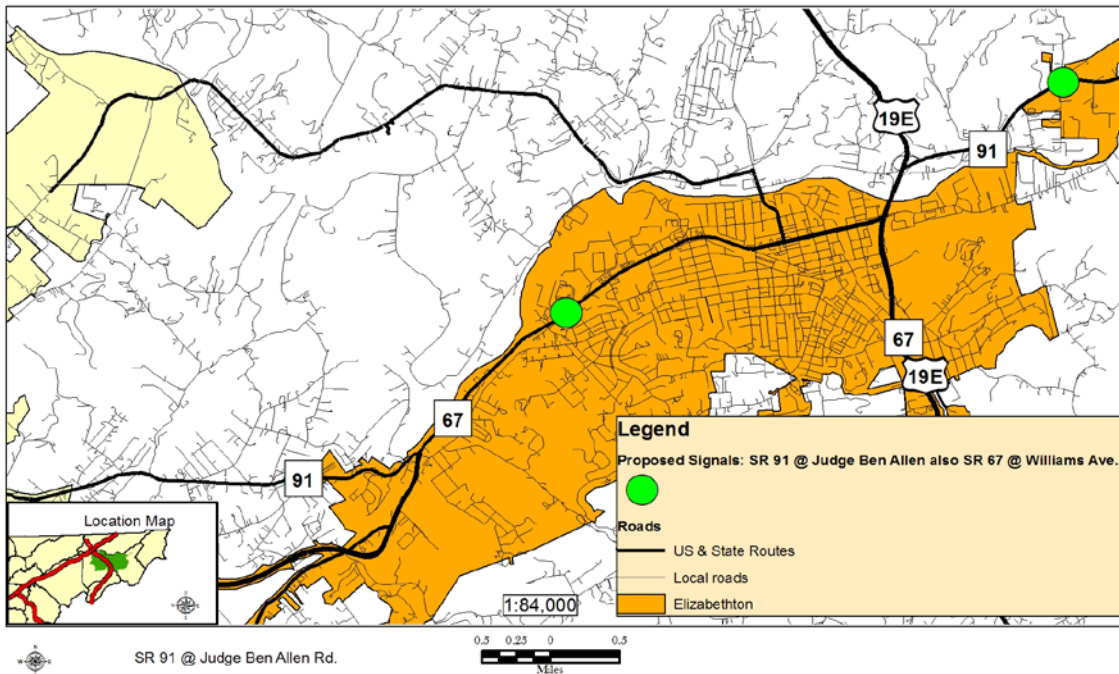 19E
91
67
67
19E
91
Legend
Proposed Signals: SR 91 @ Judge Ben Allen also SR 67 @ Williams Ave.
Roads
US & State Routes
Local roads
Elizabethton
Location Map
1:84,000
SR 91 @ Judge Ben Allen Rd.
0.5 0.25 0 0.5
Miles